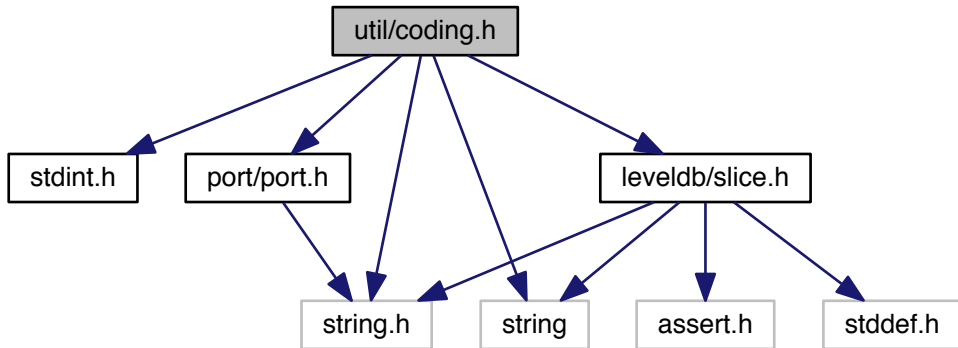 util/coding.h
stdint.h
port/port.h
leveldb/slice.h
string.h
string
assert.h
stddef.h